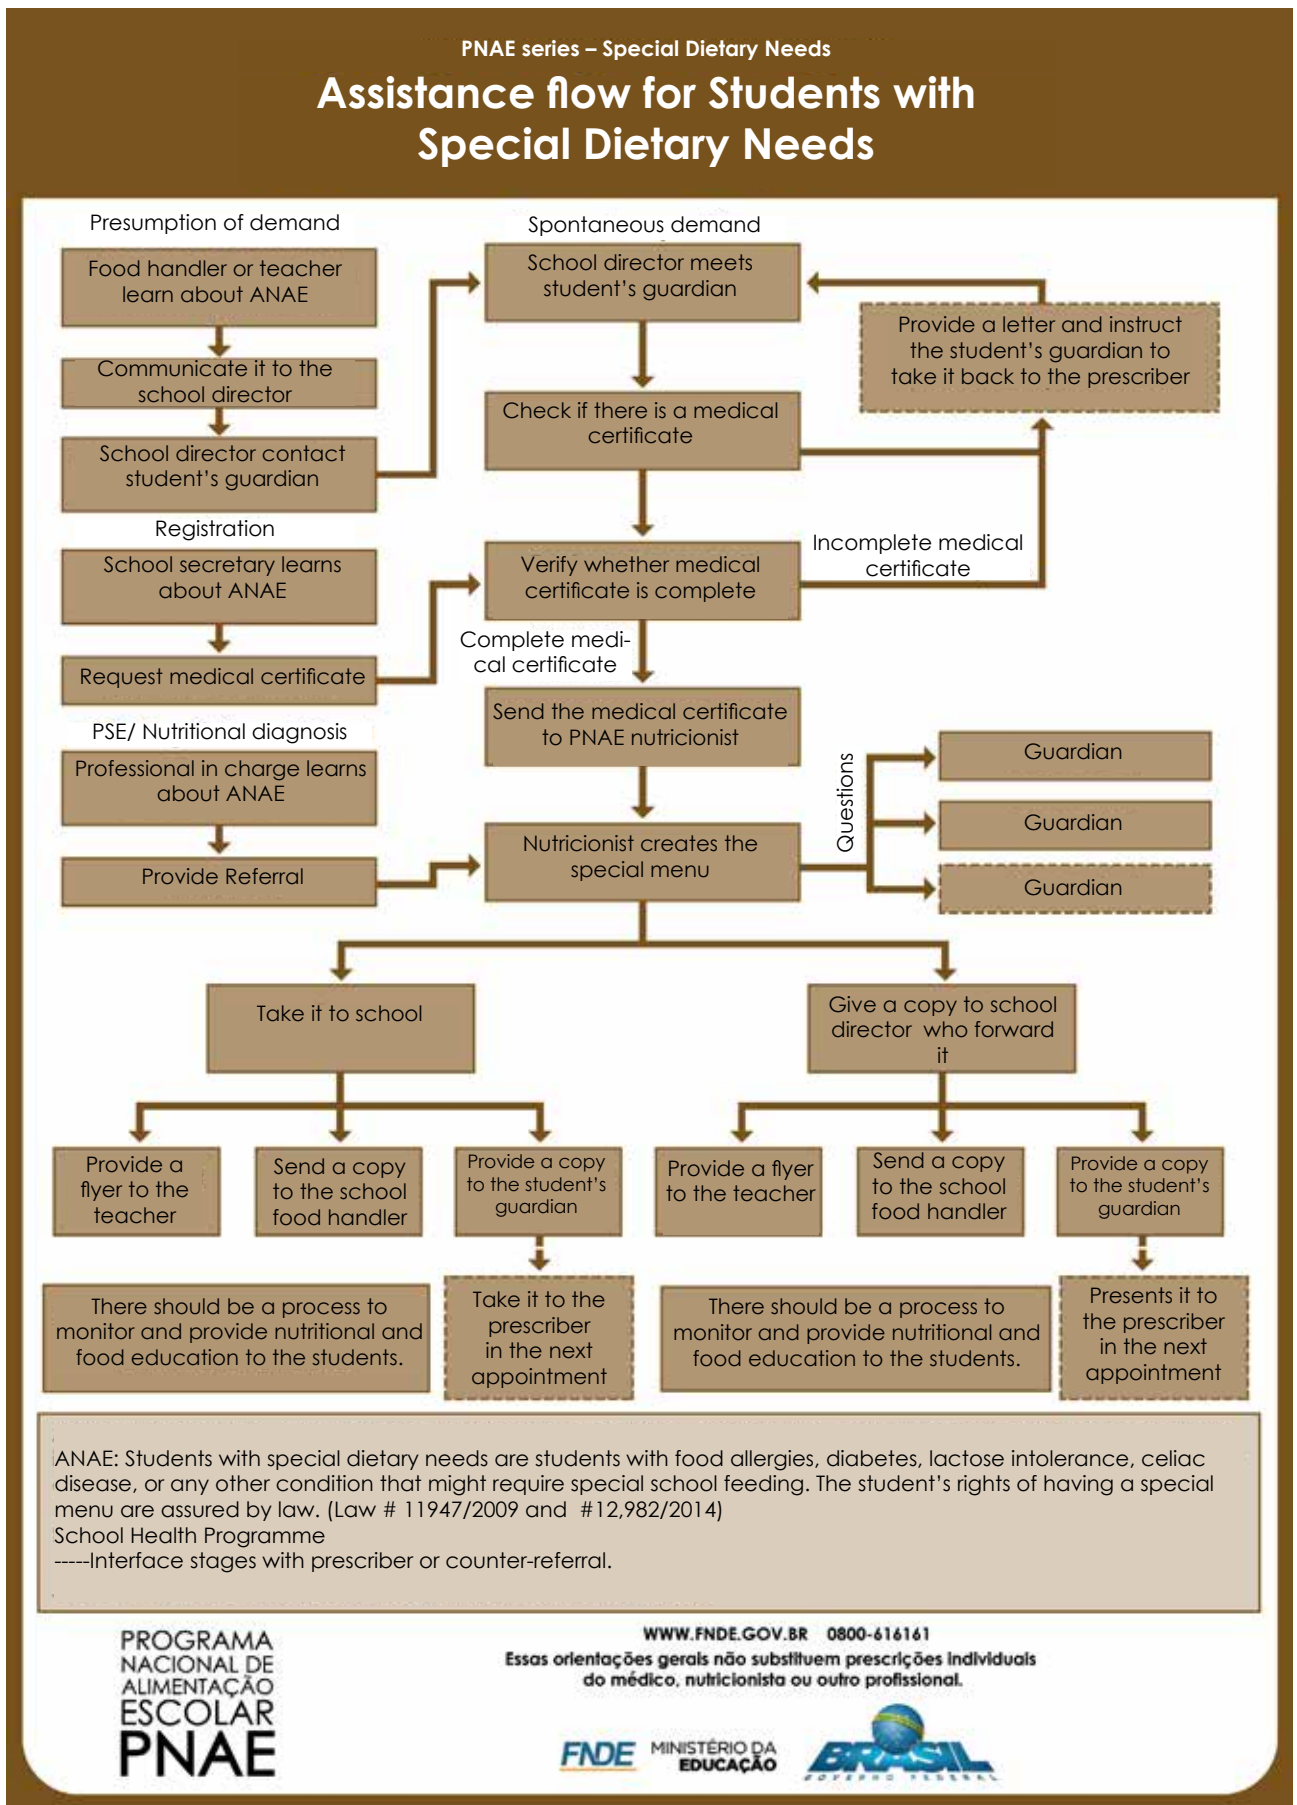 PNAE series – Special Dietary Needs
Assistance flow for Students with
Special Dietary Needs
Presumption of demand
Food handler or teacher
learn about ANAE
Communicate it to the
school director
School director contact
student's guardian
Registration
School secretary learns
about ANAE
Request medical certificate
PSE/ Nutritional diagnosis
Professional in charge learns
about ANAE
Provide Referral
Spontaneous demand
School director meets
student's guardian
Check if there is a medical
certificate
Verify whether medical
certificate is complete
Complete medi-
cal certificate
Send the medical certificate
to PNAE nutricionist
Nutricionist creates the
special menu
Provide a letter and instruct
the student's guardian to
take it back to the prescriber
Incomplete medical
certificate
Questions
Guardian
Guardian
Guardian
Take it to school
Give a copy to school
director who forward
it
Provide a
flyer to the
teacher
Send a copy
to the school
food handler
Provide a copy
to the student's
guardian
Provide a flyer
to the teacher
Send a copy
to the school
food handler
Provide a copy
to the student's
guardian
There should be a process to
monitor and provide nutritional and
food education to the students.
Take it to the
prescriber
in the next
appointment
There should be a process to
monitor and provide nutritional and
food education to the students.
Presents it to
the prescriber
in the next
appointment
ANAE: Students with special dietary needs are students with food allergies, diabetes, lactose intolerance, celiac
disease, or any other condition that might require special school feeding. The student's rights of having a special
menu are assured by law. (Law # 11947/2009 and #12,982/2014)
School Health Programme
-----Interface stages with prescriber or counter-referral.
PROGRAMA
NACIONAL DE
ALIMENTAÇÃO
ESCOLAR
PNAE
WWW.FNDE.GOV.BR 0800-616161
Essas orientações gerais não substituem prescrições individuais
do médico, nutricionista ou outro profissional.
FNDE
MINISTÉRIO DA
EDUCAÇÃO
BRASIL
GOVERNO FEDERAL